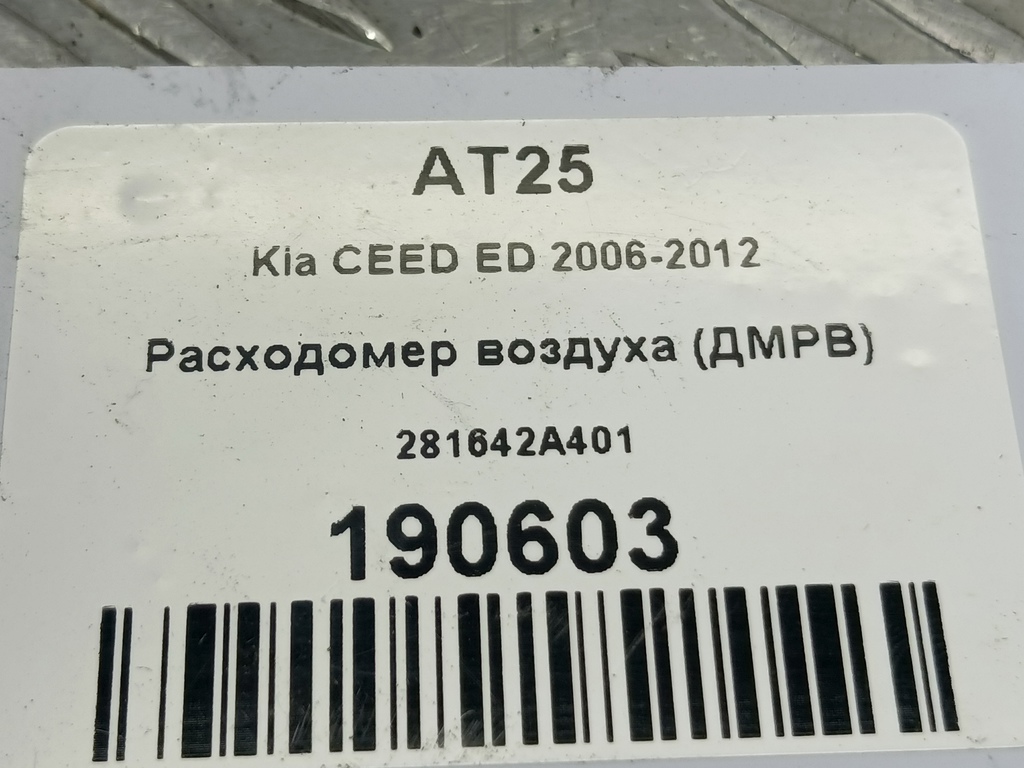 AT25
Kia CEED ED 2006-2012
Расходомер воздуха (ДМРВ)
281642A401
190603